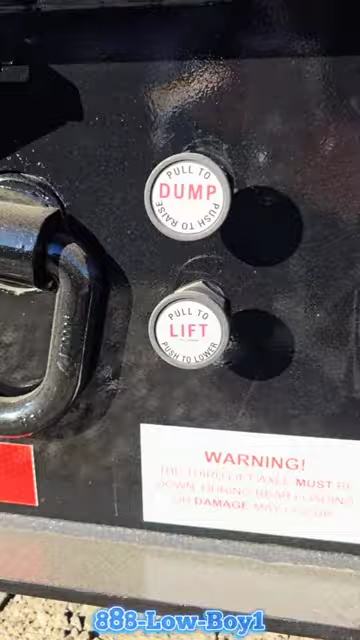 PULL TO
DUMP
PUSH TO RAISE
PULL TO
LIFT
PUSH TO LOWER
WARNING!
THE THIRD LIFT AXLE MUST BE
DOWN DURING REAR LOADING
OR DAMAGE MAY OCCUR
888-Low-Boy1